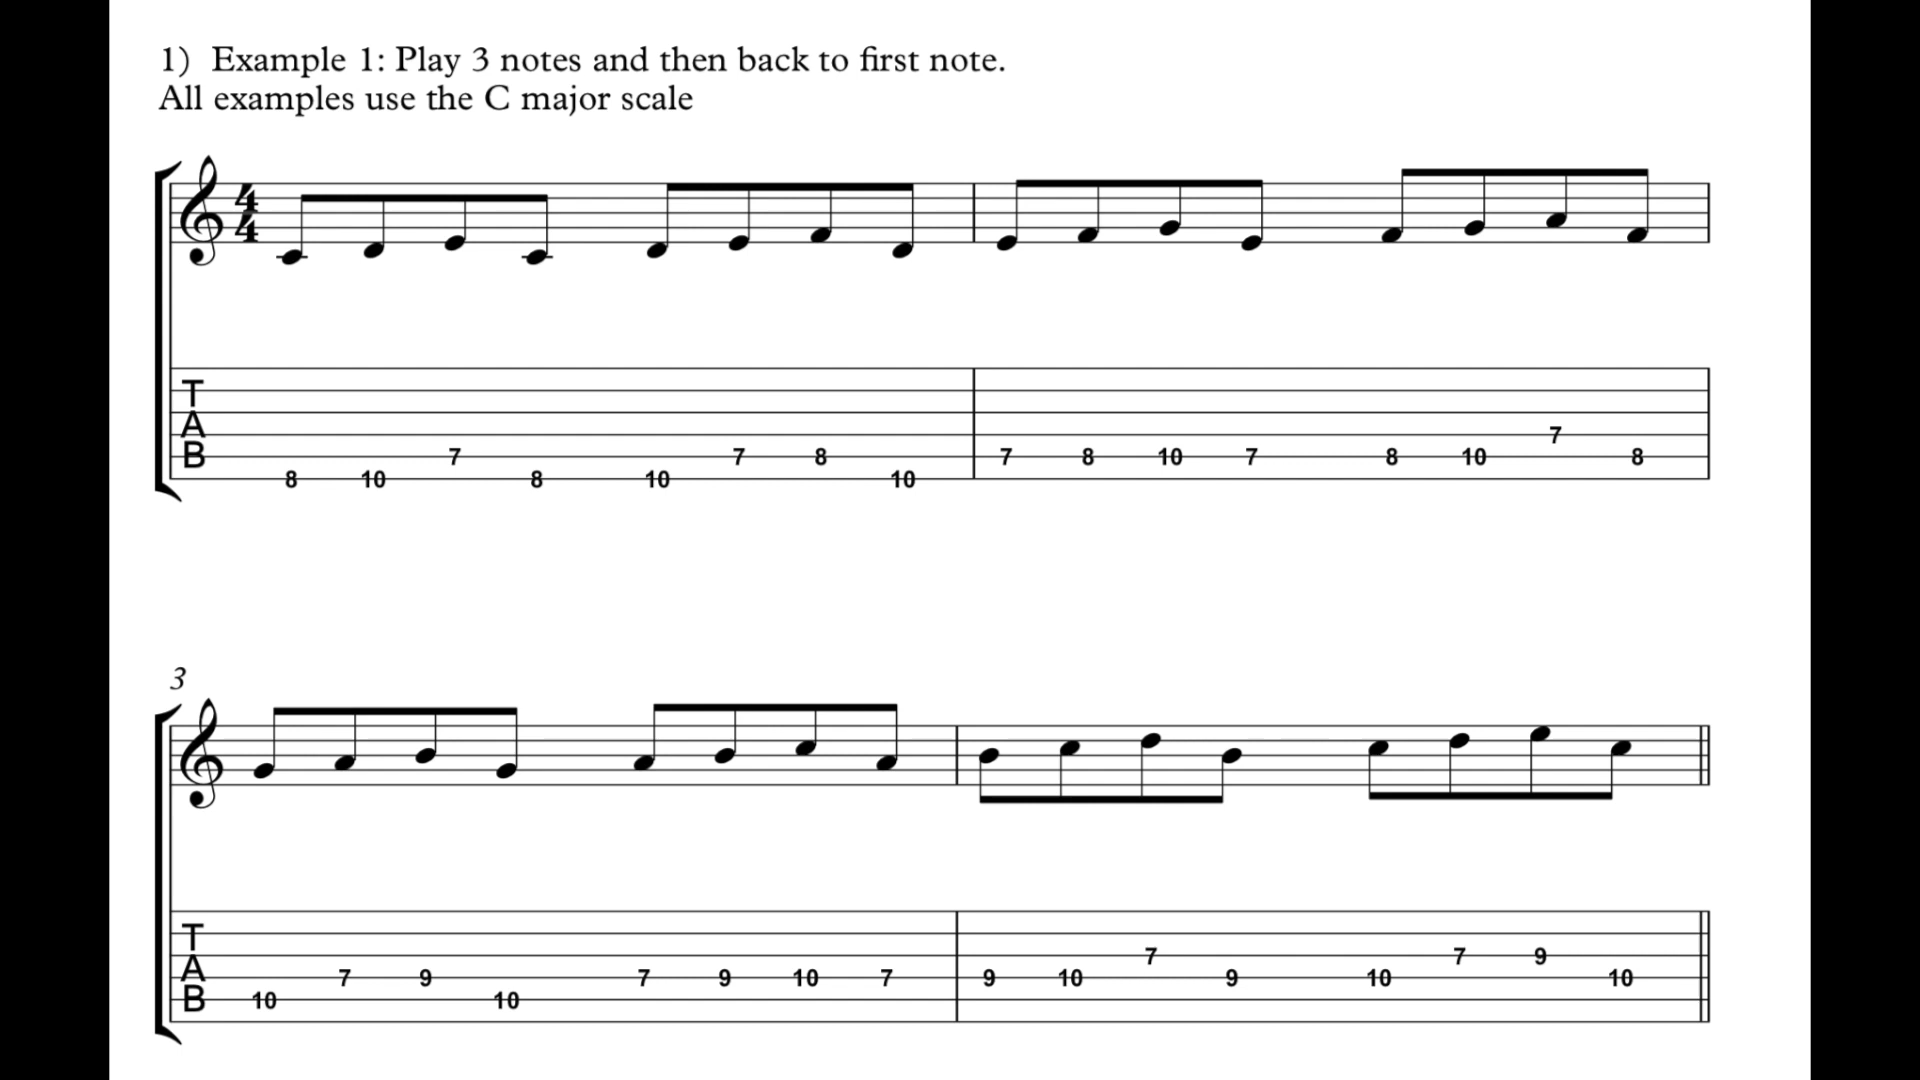 1) Example 1: Play 3 notes and then back to first note.
All examples use the C major scale
4
4
T
A
B
8 10 7 8 10 7 8 10 7 8 10 7 8 10 7 8
3
T
A
B
10 7 9 10 7 9 10 7 9 10 7 9 10 7 9 10